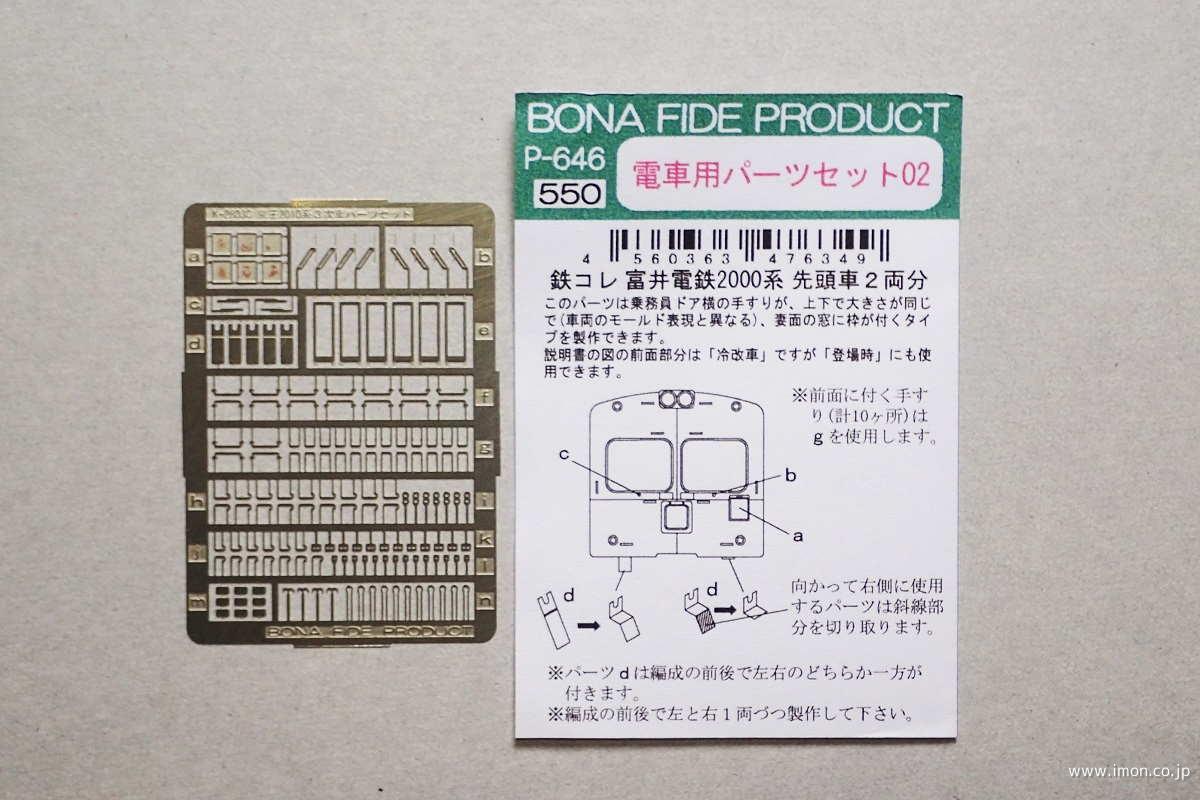 BONA FIDE PRODUCT
P-646
550
電車用パーツセット02
4 560363 476349
鉄コレ 富井電鉄2000系 先頭車２両分
このパーツは乗務員ドア横の手すりが、上下で大きさが同じ
で(車両のモールド表現と異なる)、妻面の窓に枠が付くタイ
プを製作できます。
説明書の図の前面部分は「冷改車」ですが「登場時」にも使
用できます。
※前面に付く手す
り(計10ヶ所)は
gを使用します。
c
b
a
d
d
向かって右側に使用
するパーツは斜線部
分を切り取ります。
※パーツdは編成の前後で左右のどちらか一方が
付きます。
※編成の前後で左と右1両づつ製作して下さい。
パーツセット
a
b
c
d
e
f
g
h
i
j
k
l
m
n
BONA FIDE PRODUCT
www.imon.co.jp